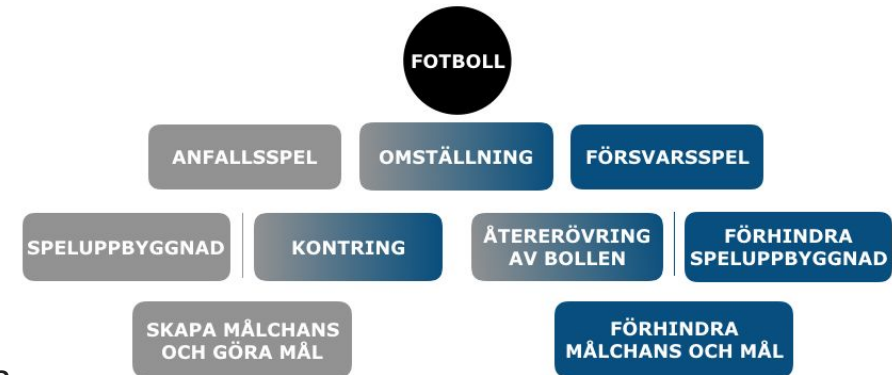 FOTBOLL
ANFALLSSPEL
OMSTÄLLNING
FÖRSVARSSPEL
SPELUPPBYGGNAD
KONTRING
ÅTERERÖVRING
AV BOLLEN
FÖRHINDRA
SPELUPPBYGGNAD
SKAPA MÅLCHANS
OCH GÖRA MÅL
FÖRHINDRA
MÅLCHANS OCH MÅL